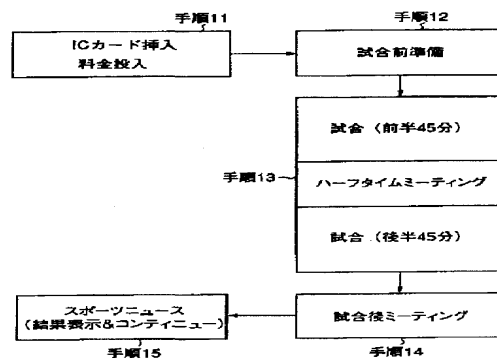 手順11
ICカード挿入
料金投入
手順12
試合前準備
試合（前半45分）
手順13
ハーフタイムミーティング
試合（後半45分）
スポーツニュース
（結果表示&コンティニュー）
手順15
試合後ミーティング
手順14